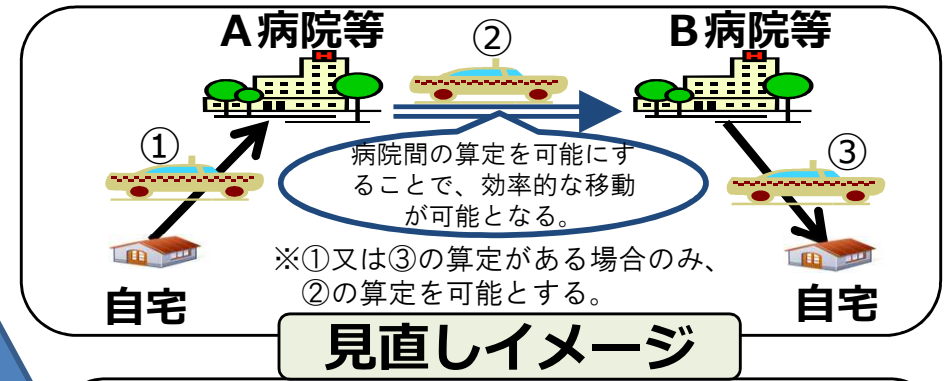 A病院等
②
B病院等
①
③
病院間の算定を可能にす
ることで、効率的な移動
が可能となる。
※①又は③の算定がある場合のみ、
②の算定を可能とする。
自宅
自宅
見直しイメージ